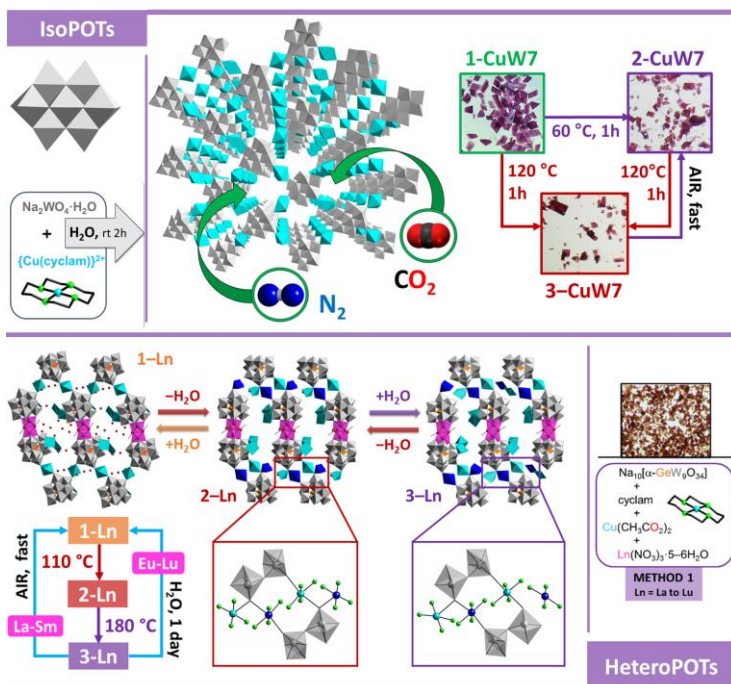 IsoPOTs
Na₂WO₄·H₂O
+
{Cu(cyclam)}²⁺
H₂O, rt 2h
N₂
CO₂
1-CuW7
2-CuW7
60 °C, 1h
120 °C
1h
120°C
1h
AIR, fast
3–CuW7
1–Ln
–H₂O
+H₂O
2–Ln
+H₂O
–H₂O
3–Ln
1-Ln
110 °C
2-Ln
180 °C
3-Ln
AIR, fast
La-Sm
Eu-Lu
H₂O, 1 day
Na₁₀[α-GeW₉O₃₄]
+
cyclam
+
Cu(CH₃CO₂)₂
+
Ln(NO₃)₃·5–6H₂O
METHOD 1
Ln = La to Lu
HeteroPOTs